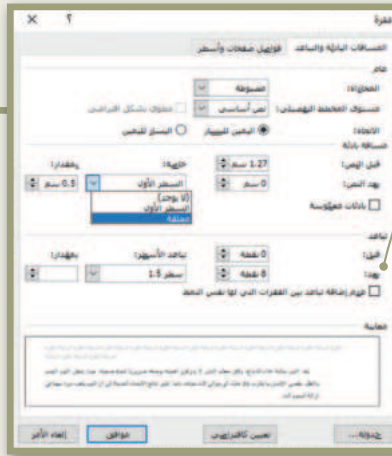 فقرة ؟ ×
المسافات البادئة والتباعد فواصل صفحات وأسطر
عام
المحاذاة: مضبوطة
مستوى المخطط التفصيلي: نص أساسي مطوي بشكل افتراضي
الاتجاه: اليمين لليسار اليسار لليمين
مسافة بادئة
قبل النص: 1.27 سم خاصة: بمقدار:
بعد النص: 0 سم السطر الأول 0.5 سم
(لا يوجد)
السطر الأول
معلقة
بادئات معكوسة
تباعد
قبل: 0 نقطة تباعد الأسطر: بمقدار:
بعد: 8 نقطة سطر 1.5
عدم إضافة تباعد بين الفقرات التي لها نفس النمط
معاينة
جدولة... تعيين كافتراضي موافق إلغاء الأمر